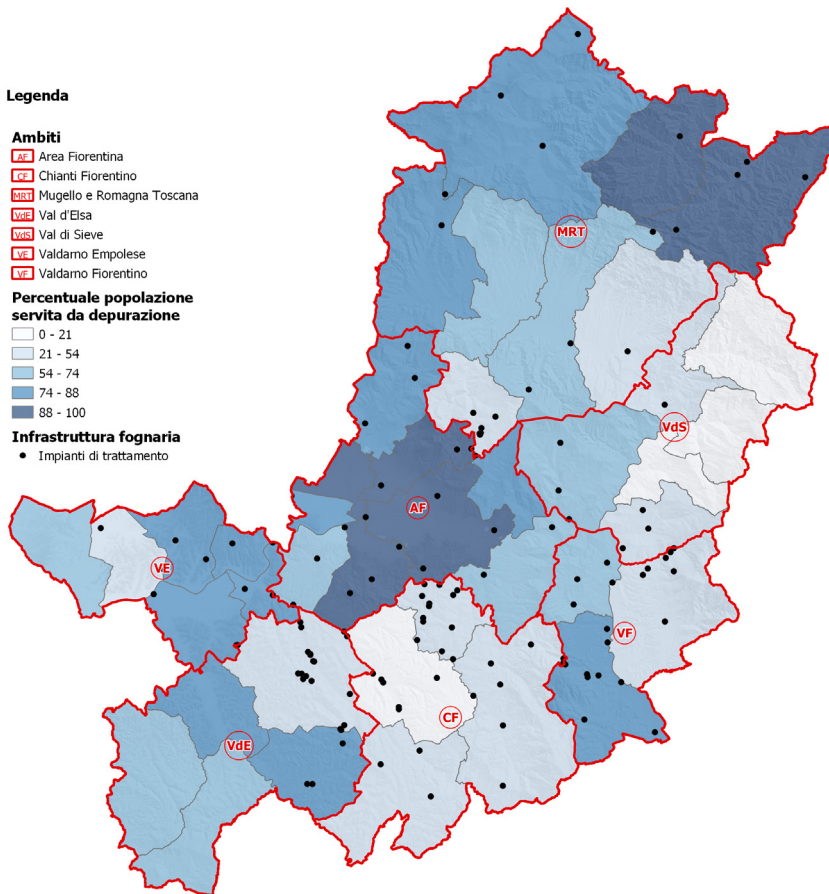 Legenda
Ambiti
AF Area Fiorentina
CF Chianti Fiorentino
MRT Mugello e Romagna Toscana
VdE Val d'Elsa
VdS Val di Sieve
VE Valdarno Empolese
VF Valdarno Fiorentino
Percentuale popolazione
servita da depurazione
0 - 21
21 - 54
54 - 74
74 - 88
88 - 100
Infrastruttura fognaria
Impianti di trattamento
MRT
VdS
AF
VE
VF
CF
VdE